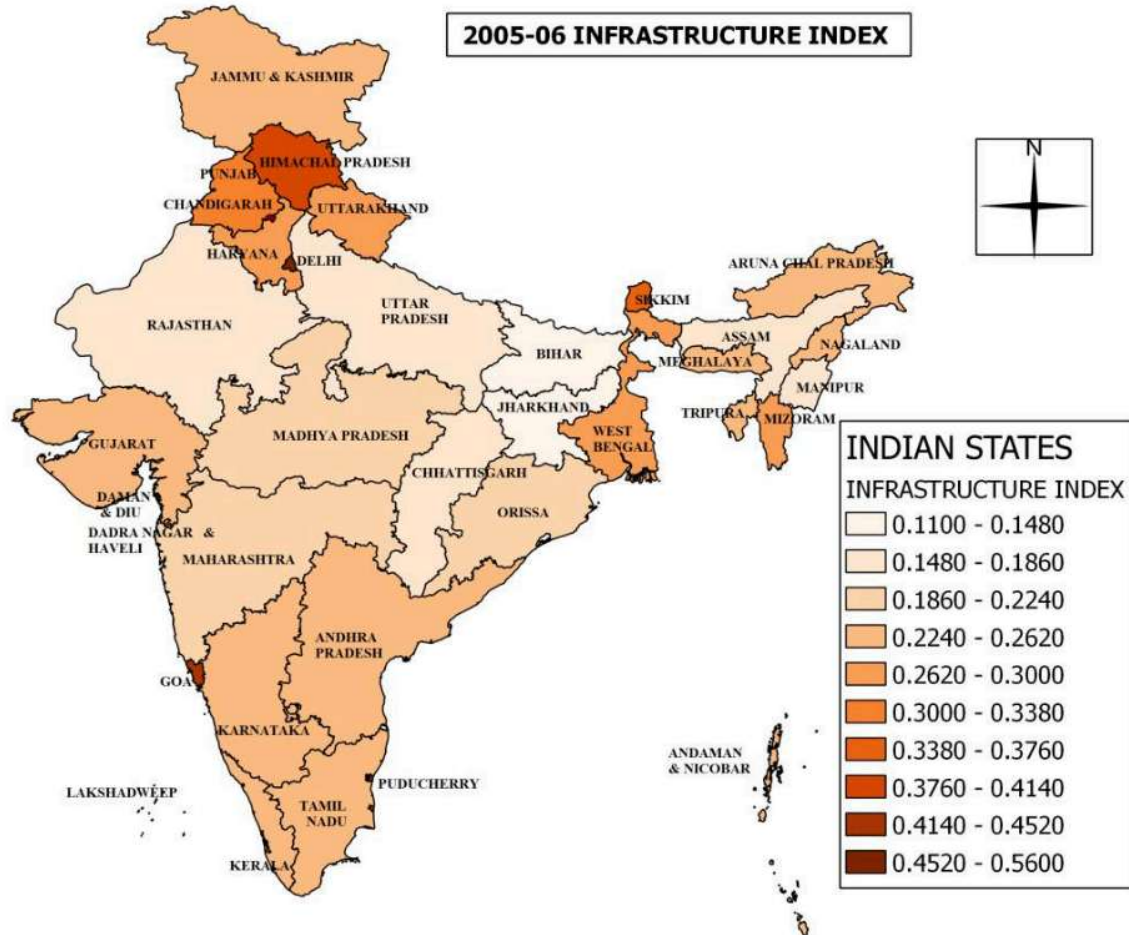 2005-06 INFRASTRUCTURE INDEX
JAMMU & KASHMIR
N
HIMACHAL PRADESH
PUNJAB
CHANDIGARAH
UTTARAKHAND
HARYANA
DELHI
ARUNA CHAL PRADESH
SIKKIM
UTTAR
PRADESH
RAJASTHAN
ASSAM
NAGALAND
BIHAR
MEGHALAYA
MANIPUR
JHARKHAND
TRIPURA
MIZORAM
WEST
BENGAL
MADHYA PRADESH
GUJARAT
CHHATTISGARH
DAMAN
& DIU
ORISSA
DADRA NAGAR &
HAVELI
MAHARASHTRA
ANDHRA
PRADESH
GOA
KARNATAKA
ANDAMAN
& NICOBAR
PUDUCHERRY
LAKSHADWEEP
TAMIL
NADU
KERALA
INDIAN STATES
INFRASTRUCTURE INDEX
0.1100 - 0.1480
0.1480 - 0.1860
0.1860 - 0.2240
0.2240 - 0.2620
0.2620 - 0.3000
0.3000 - 0.3380
0.3380 - 0.3760
0.3760 - 0.4140
0.4140 - 0.4520
0.4520 - 0.5600